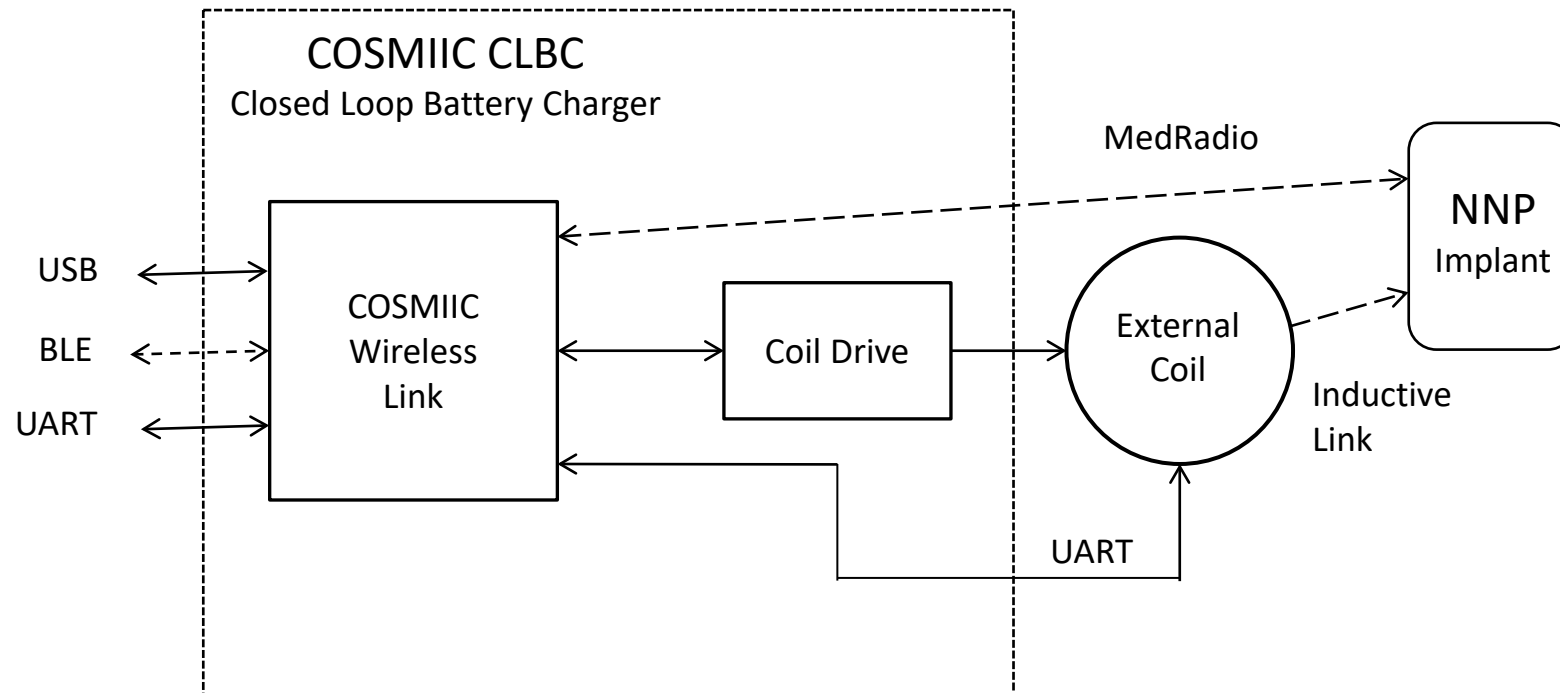 COSMIIC CLBC
Closed Loop Battery Charger
MedRadio
NNP
Implant
USB
BLE
UART
COSMIIC
Wireless
Link
Coil Drive
External
Coil
Inductive
Link
UART